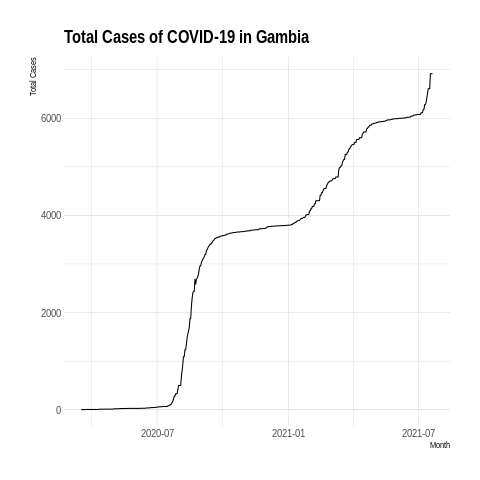 Total Cases of COVID-19 in Gambia
Total Cases
6000
4000
2000
0
2020-07
2021-01
2021-07
Month